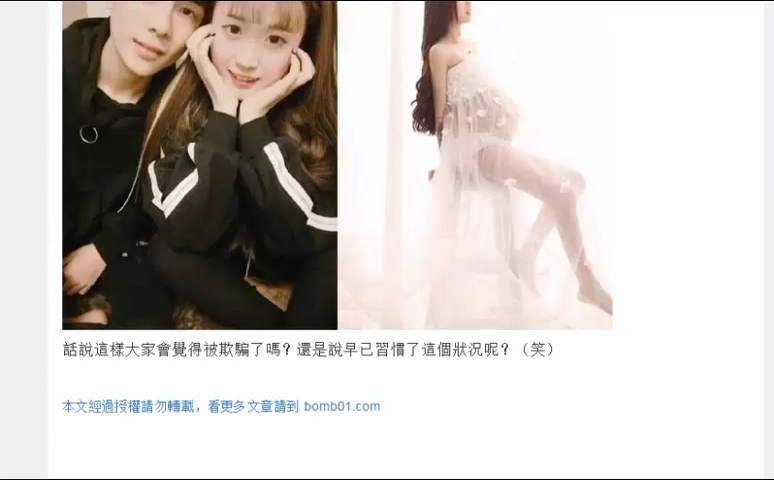 話說這樣大家會覺得被欺騙了嗎？還是說早已習慣了這個狀況呢？（笑）
本文經過授權請勿轉載，看更多文章請到 bomb01.com